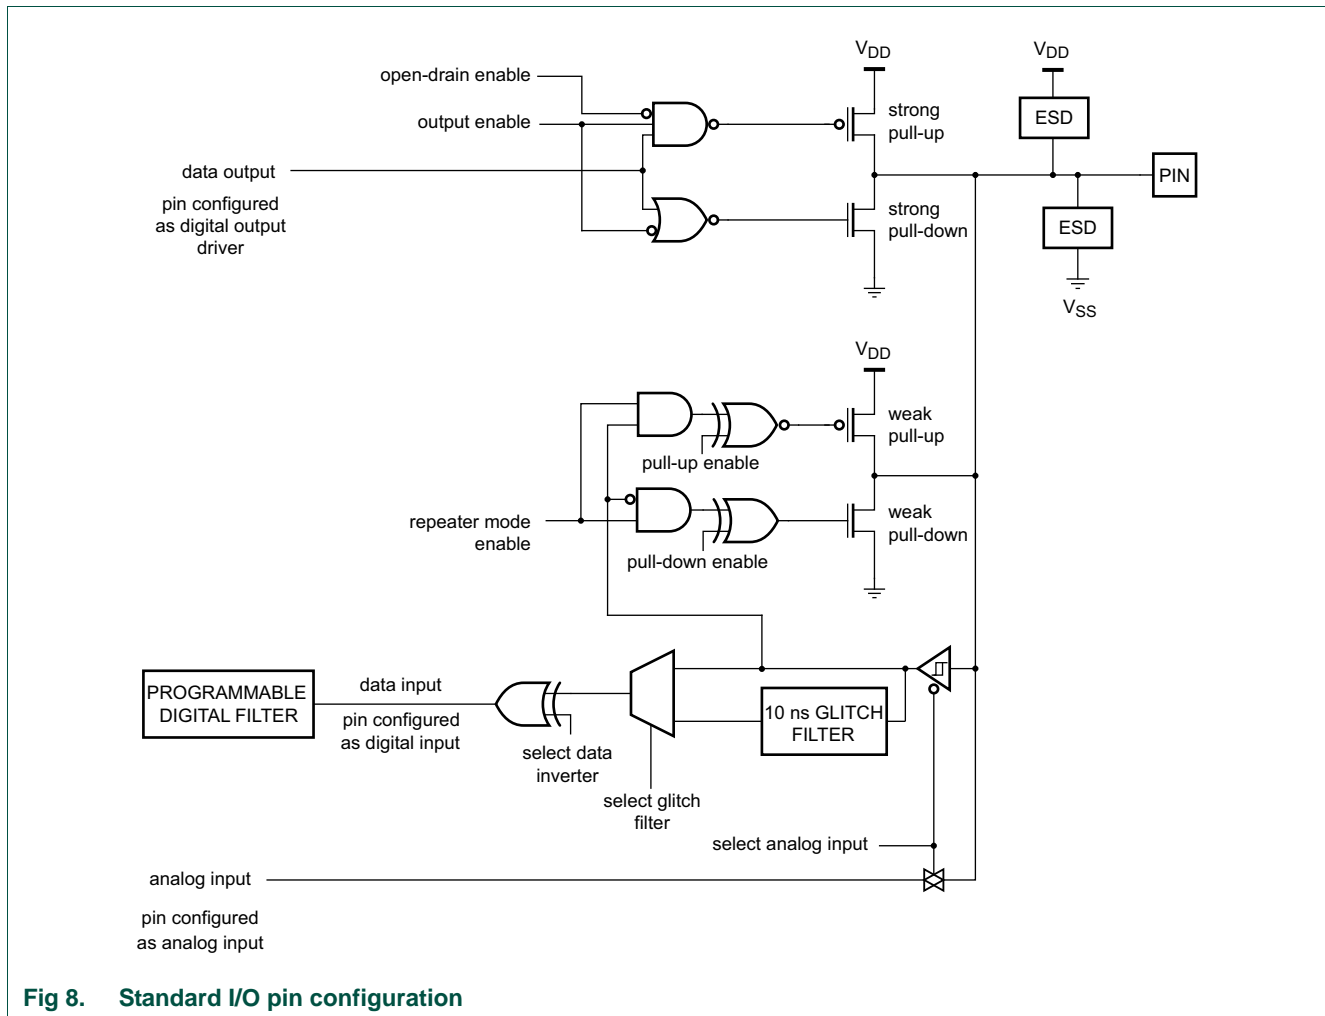 open-drain enable
output enable
data output
pin configured
as digital output
driver
VDD
strong
pull-up
strong
pull-down
VDD
ESD
PIN
ESD
VSS
VDD
weak
pull-up
pull-up enable
repeater mode
enable
weak
pull-down
pull-down enable
PROGRAMMABLE
DIGITAL FILTER
data input
pin configured
as digital input
select data
inverter
select glitch
filter
10 ns GLITCH
FILTER
select analog input
analog input
pin configured
as analog input
Fig 8. Standard I/O pin configuration